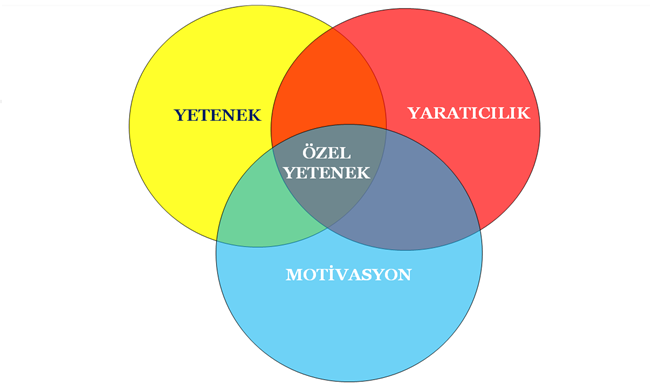 YETENEK
YARATICILIK
ÖZEL
YETENEK
MOTİVASYON